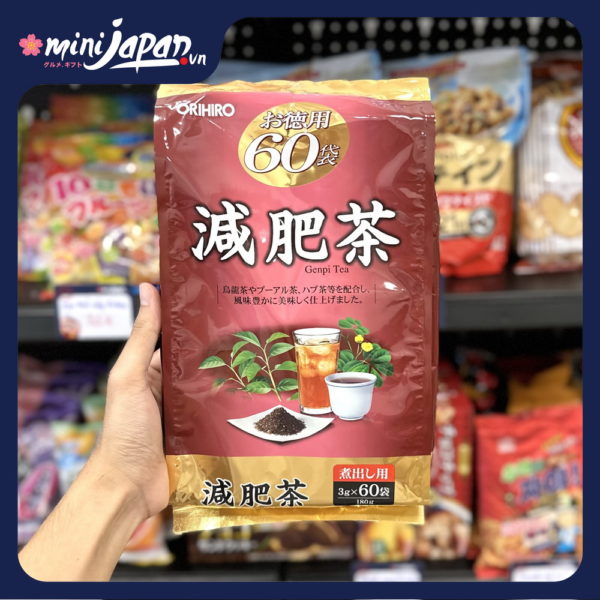 mini JAPAN.vn
グルメ.ギフト
ORIHIRO
お徳用
60袋
減肥茶
Genpi Tea
烏龍茶やプーアル茶、ハブ茶等を配合し、
風味豊かに美味しく仕上げました。
煮出し用
3g×60袋
180g
減肥茶